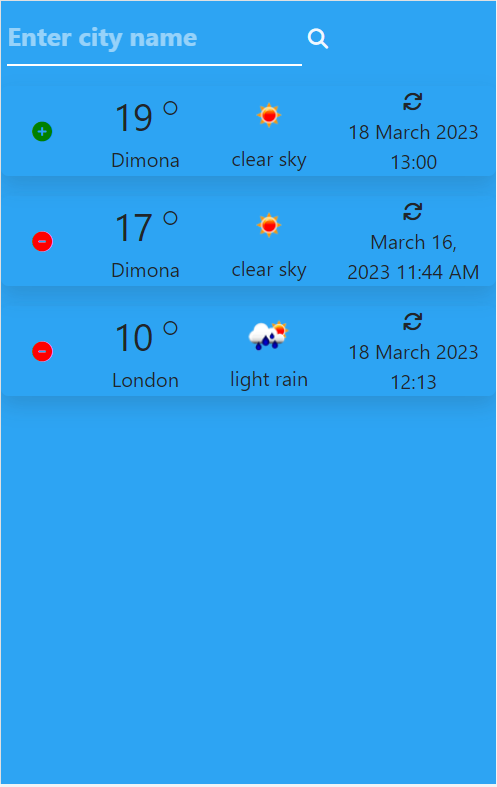 Enter city name
19 °
Dimona
clear sky
18 March 2023
13:00
17 °
Dimona
clear sky
March 16,
2023 11:44 AM
10 °
London
light rain
18 March 2023
12:13